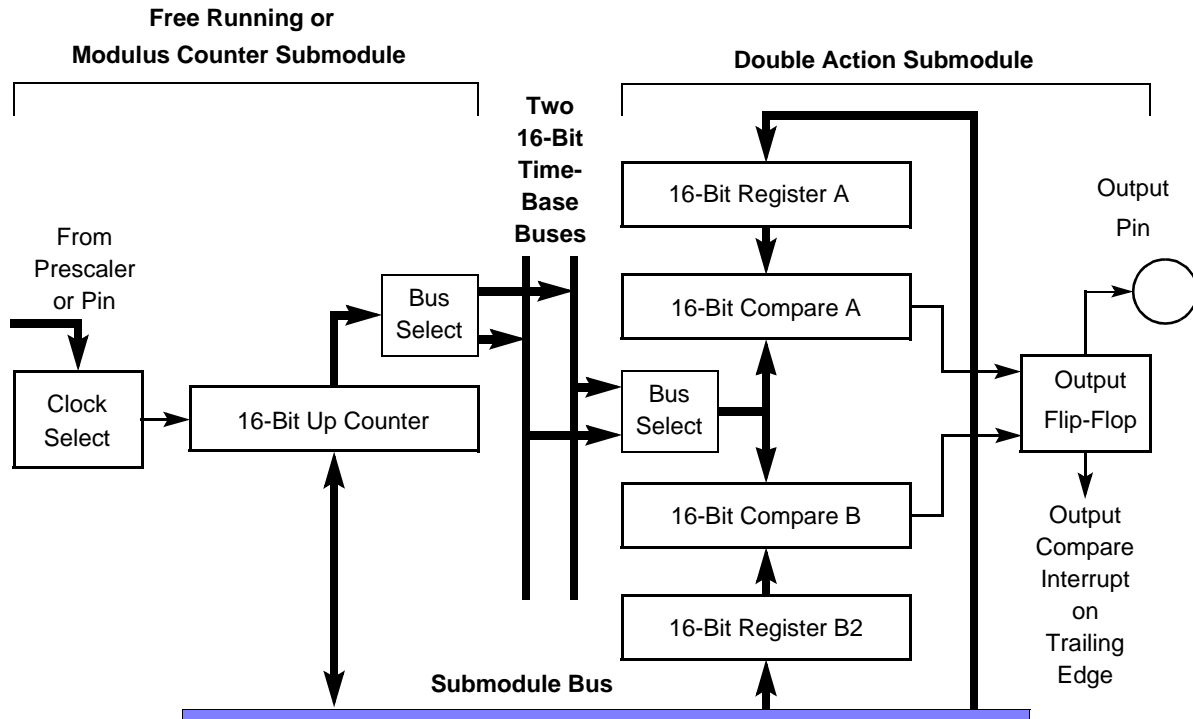 Free Running or
Modulus Counter Submodule
Double Action Submodule
Two
16-Bit
Time-
Base
Buses
From
Prescaler
or Pin
Clock
Select
16-Bit Up Counter
Bus
Select
Bus
Select
16-Bit Register A
16-Bit Compare A
16-Bit Compare B
16-Bit Register B2
Output
Pin
Output
Flip-Flop
Output
Compare
Interrupt
on
Trailing
Edge
Submodule Bus